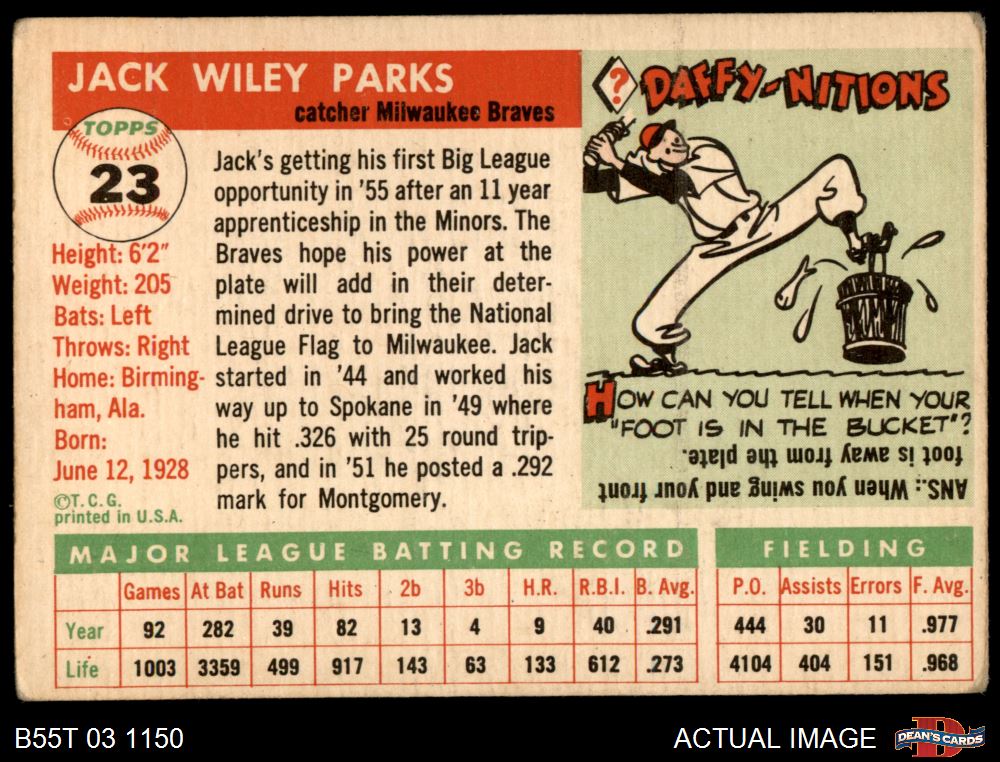 JACK WILEY PARKS
catcher Milwaukee Braves
TOPPS
23
Height: 6'2"
Weight: 205
Bats: Left
Throws: Right
Home: Birming-
ham, Ala.
Born:
June 12, 1928
©T.C.G.
printed in U.S.A.
Jack's getting his first Big League
opportunity in '55 after an 11 year
apprenticeship in the Minors. The
Braves hope his power at the
plate will add in their deter-
mined drive to bring the National
League Flag to Milwaukee. Jack
started in '44 and worked his
way up to Spokane in '49 where
he hit .326 with 25 round trip-
pers, and in '51 he posted a .292
mark for Montgomery.
? DAFFY-NITIONS
HOW CAN YOU TELL WHEN YOUR
"FOOT IS IN THE BUCKET"?
ANS.: When you swing and your front
foot is away from the plate.
MAJOR LEAGUE BATTING RECORD
Games At Bat Runs Hits 2b 3b H.R. R.B.I. B. Avg.
Year 92 282 39 82 13 4 9 40 .291
Life 1003 3359 499 917 143 63 133 612 .273
FIELDING
P.O. Assists Errors F. Avg.
444 30 11 .977
4104 404 151 .968
B55T 03 1150
ACTUAL IMAGE
DEAN'S CARDS